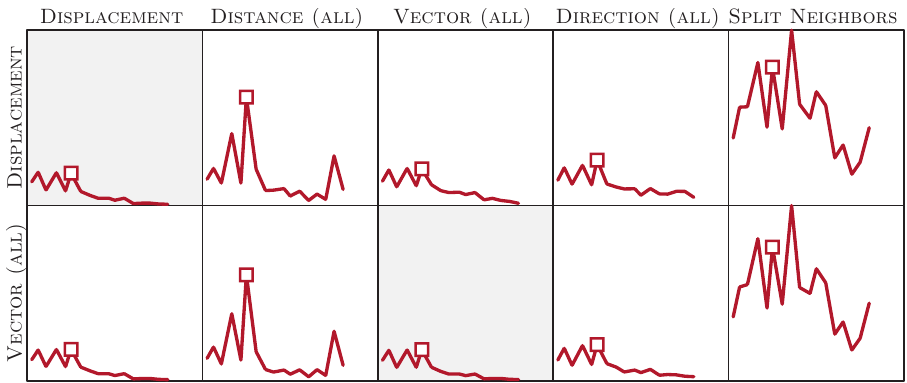 Displacement Distance (all) Vector (all) Direction (all) Split Neighbors
Displacement
Vector (all)